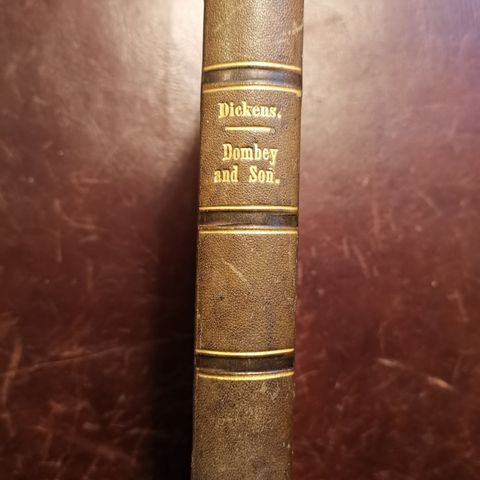 Dickens.
Dombey
and Son.